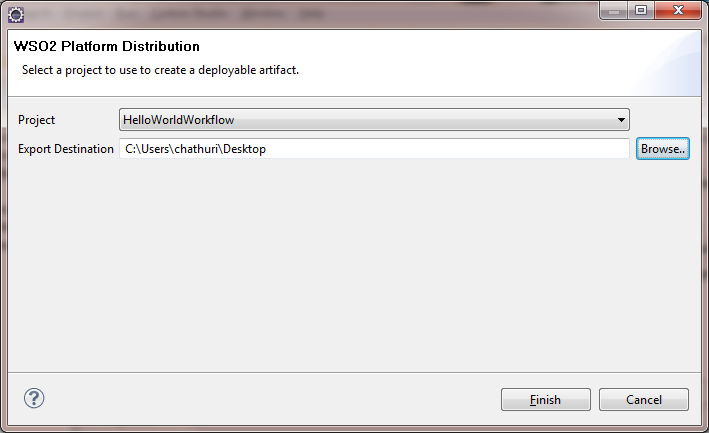 WSO2 Platform Distribution
Select a project to use to create a deployable artifact.
Project HelloWorldWorkflow
Export Destination C:\Users\chathuri\Desktop Browse..
? Finish Cancel